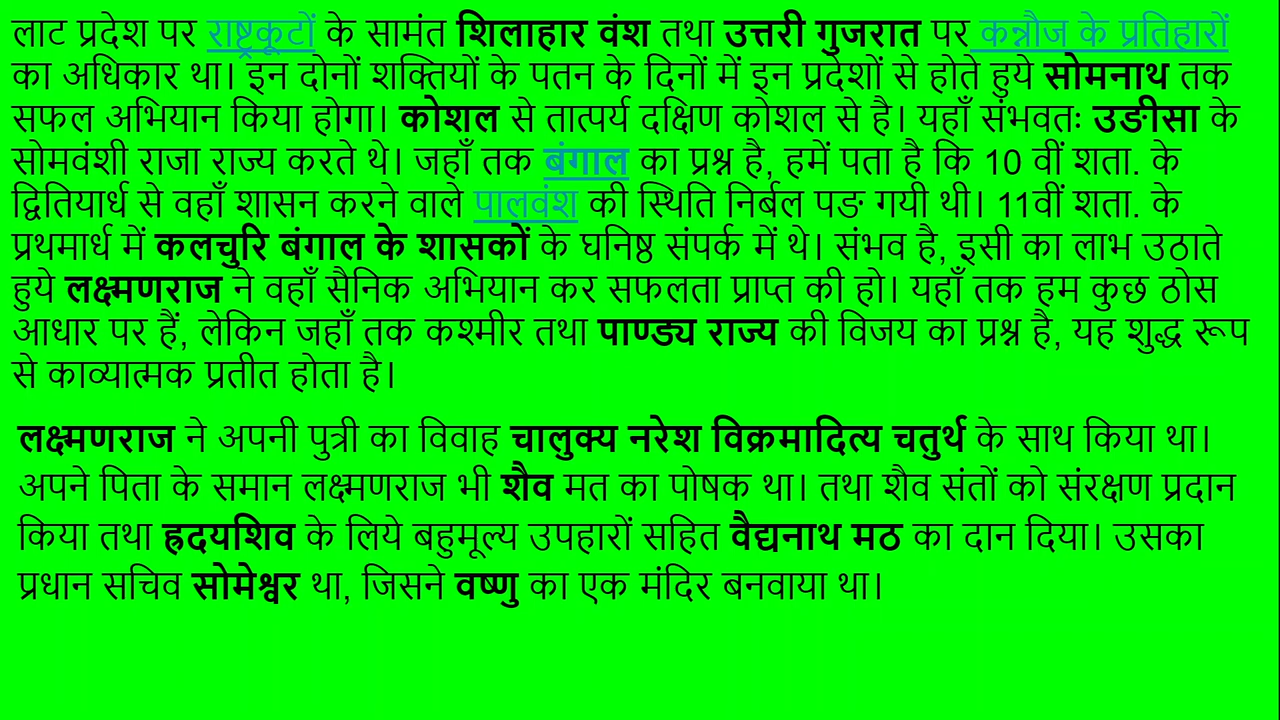 लाट प्रदेश पर राष्ट्रकूटों के सामंत शिलाहार वंश तथा उत्तरी गुजरात पर कन्नौज के प्रतिहारों
का अधिकार था। इन दोनों शक्तियों के पतन के दिनों में इन प्रदेशों से होते हुये सोमनाथ तक
सफल अभियान किया होगा। कोशल से तात्पर्य दक्षिण कोशल से है। यहाँ संभवतः उङीसा के
सोमवंशी राजा राज्य करते थे। जहाँ तक बंगाल का प्रश्न है, हमें पता है कि 10 वीं शता. के
द्वितियार्ध से वहाँ शासन करने वाले पालवंश की स्थिति निर्बल पङ गयी थी। 11वीं शता. के
प्रथमार्ध में कलचुरि बंगाल के शासकों के घनिष्ठ संपर्क में थे। संभव है, इसी का लाभ उठाते
हुये लक्ष्मणराज ने वहाँ सैनिक अभियान कर सफलता प्राप्त की हो। यहाँ तक हम कुछ ठोस
आधार पर हैं, लेकिन जहाँ तक कश्मीर तथा पाण्ड्य राज्य की विजय का प्रश्न है, यह शुद्ध रूप
से काव्यात्मक प्रतीत होता है।
लक्ष्मणराज ने अपनी पुत्री का विवाह चालुक्य नरेश विक्रमादित्य चतुर्थ के साथ किया था।
अपने पिता के समान लक्ष्मणराज भी शैव मत का पोषक था। तथा शैव संतों को संरक्षण प्रदान
किया तथा ह्रदयशिव के लिये बहुमूल्य उपहारों सहित वैद्यनाथ मठ का दान दिया। उसका
प्रधान सचिव सोमेश्वर था, जिसने वष्णु का एक मंदिर बनवाया था।